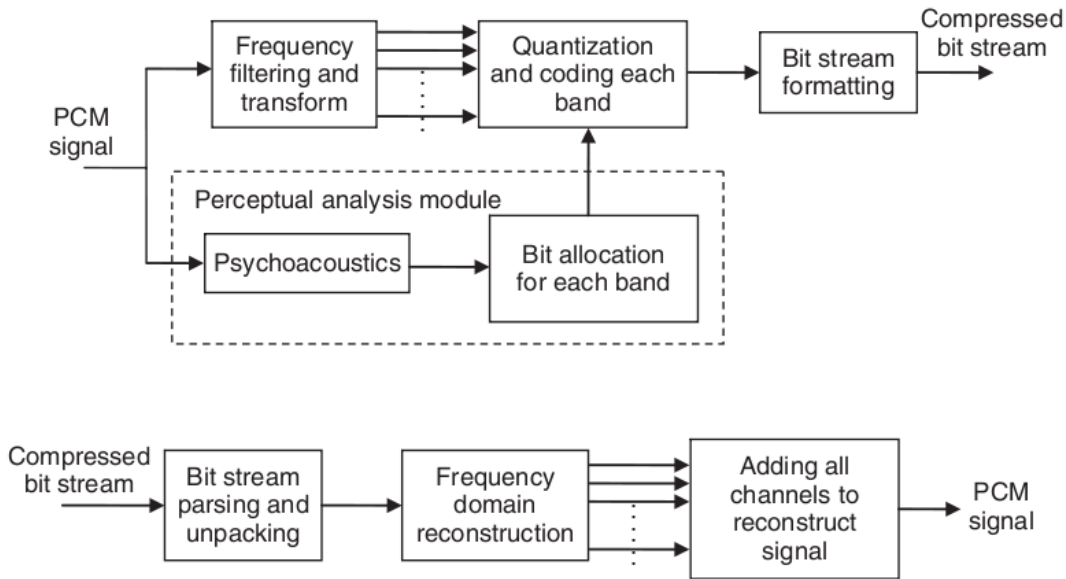 Compressed
bit stream
Frequency
filtering and
transform
Quantization
and coding each
band
Bit stream
formatting
PCM
signal
Perceptual analysis module
Psychoacoustics
Bit allocation
for each band
Compressed
bit stream
Bit stream
parsing and
unpacking
Frequency
domain
reconstruction
Adding all
channels to
reconstruct
signal
PCM
signal